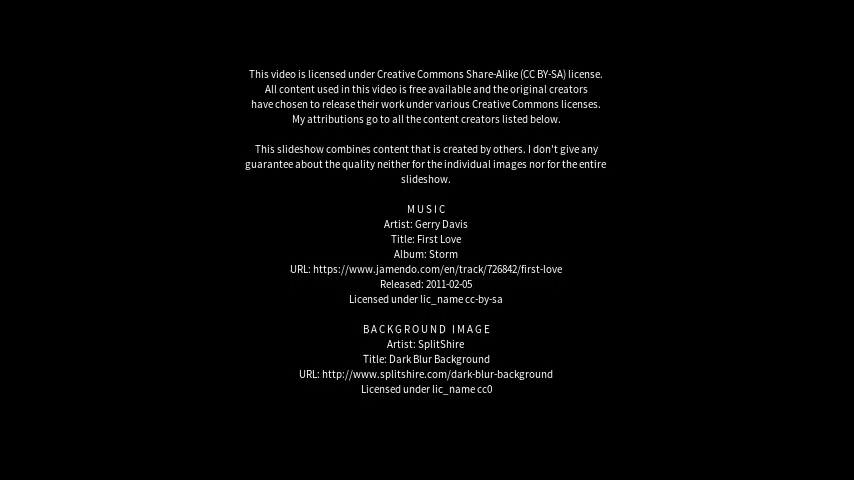 This video is licensed under Creative Commons Share-Alike (CC BY-SA) license.
All content used in this video is free available and the original creators
have chosen to release their work under various Creative Commons licenses.
My attributions go to all the content creators listed below.
This slideshow combines content that is created by others. I don't give any
guarantee about the quality neither for the individual images nor for the entire
slideshow.
MUSIC
Artist: Gerry Davis
Title: First Love
Album: Storm
URL: https://www.jamendo.com/en/track/726842/first-love
Released: 2011-02-05
Licensed under lic_name cc-by-sa
BACKGROUND IMAGE
Artist: SplitShire
Title: Dark Blur Background
URL: http://www.splitshire.com/dark-blur-background
Licensed under lic_name cc0